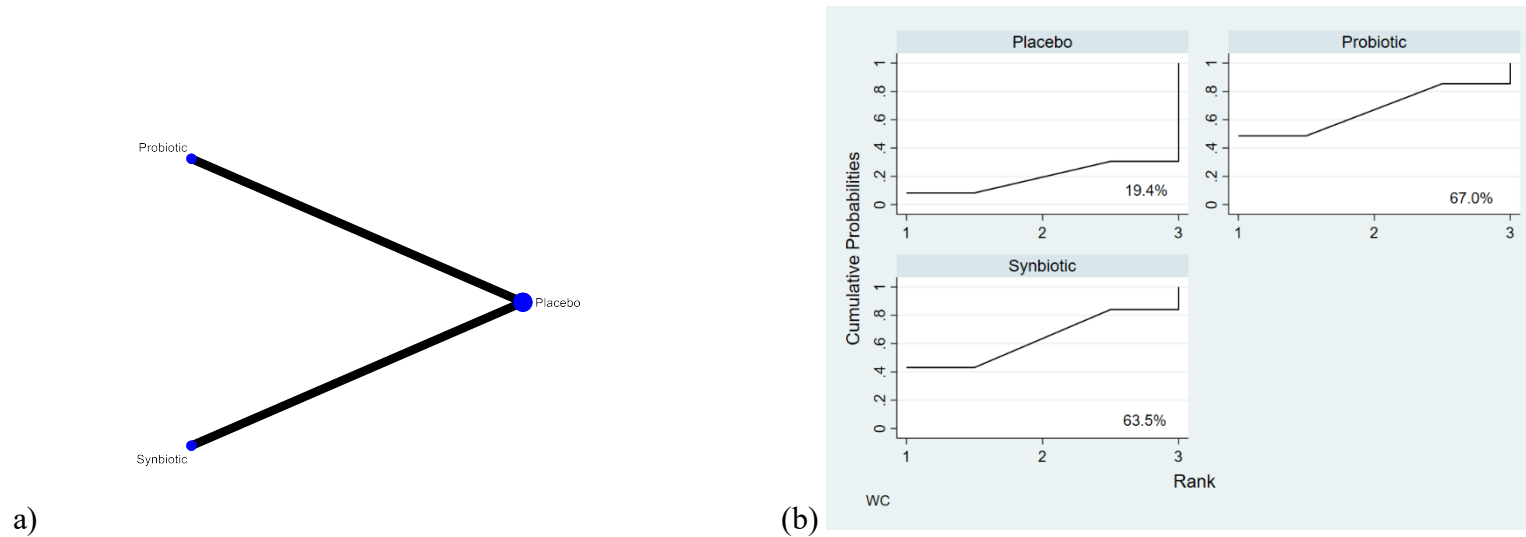 Probiotic
Placebo
Synbiotic
a)
(b)
Cumulative Probabilities
Placebo
0 .2 .4 .6 .8 1
19.4%
1 2 3
Probiotic
0 .2 .4 .6 .8 1
67.0%
1 2 3
Synbiotic
0 .2 .4 .6 .8 1
63.5%
1 2 3
Rank
WC